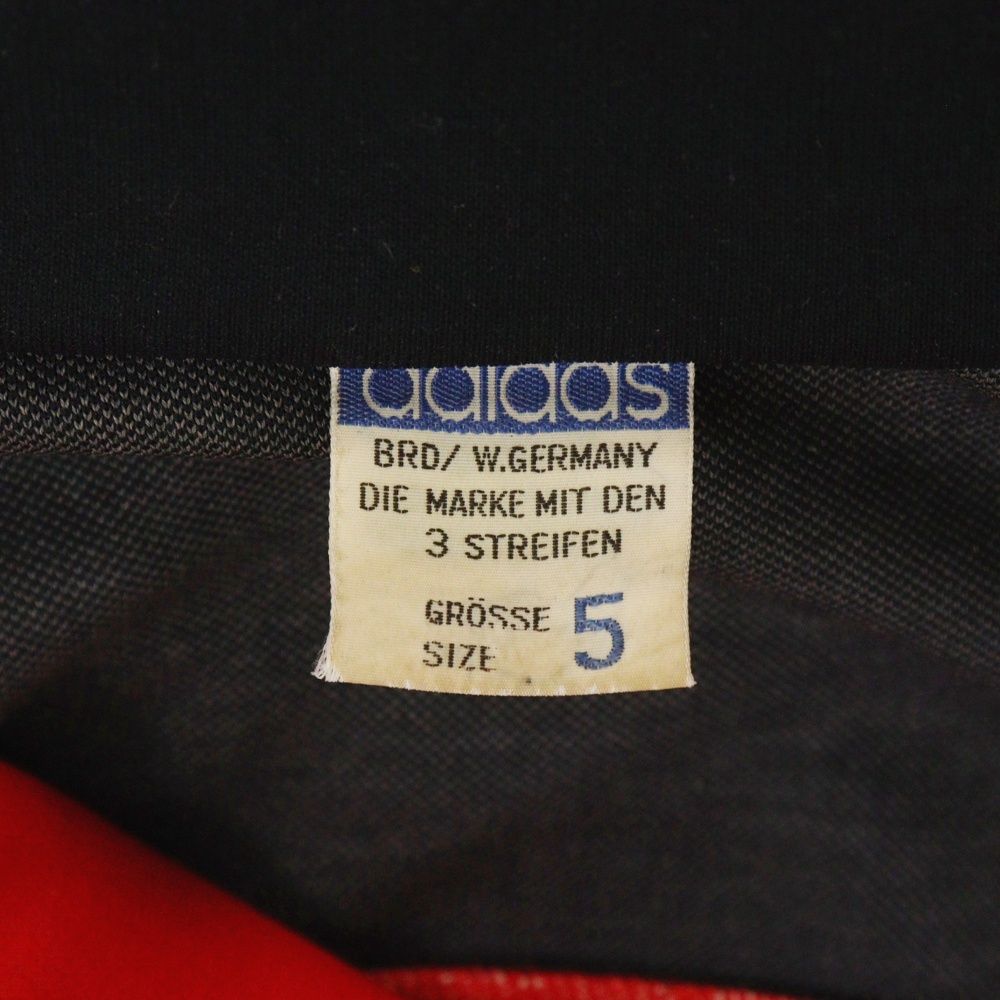 adidas
BRD/ W.GERMANY
DIE MARKE MIT DEN
3 STREIFEN
GRÖSSE 5
SIZE